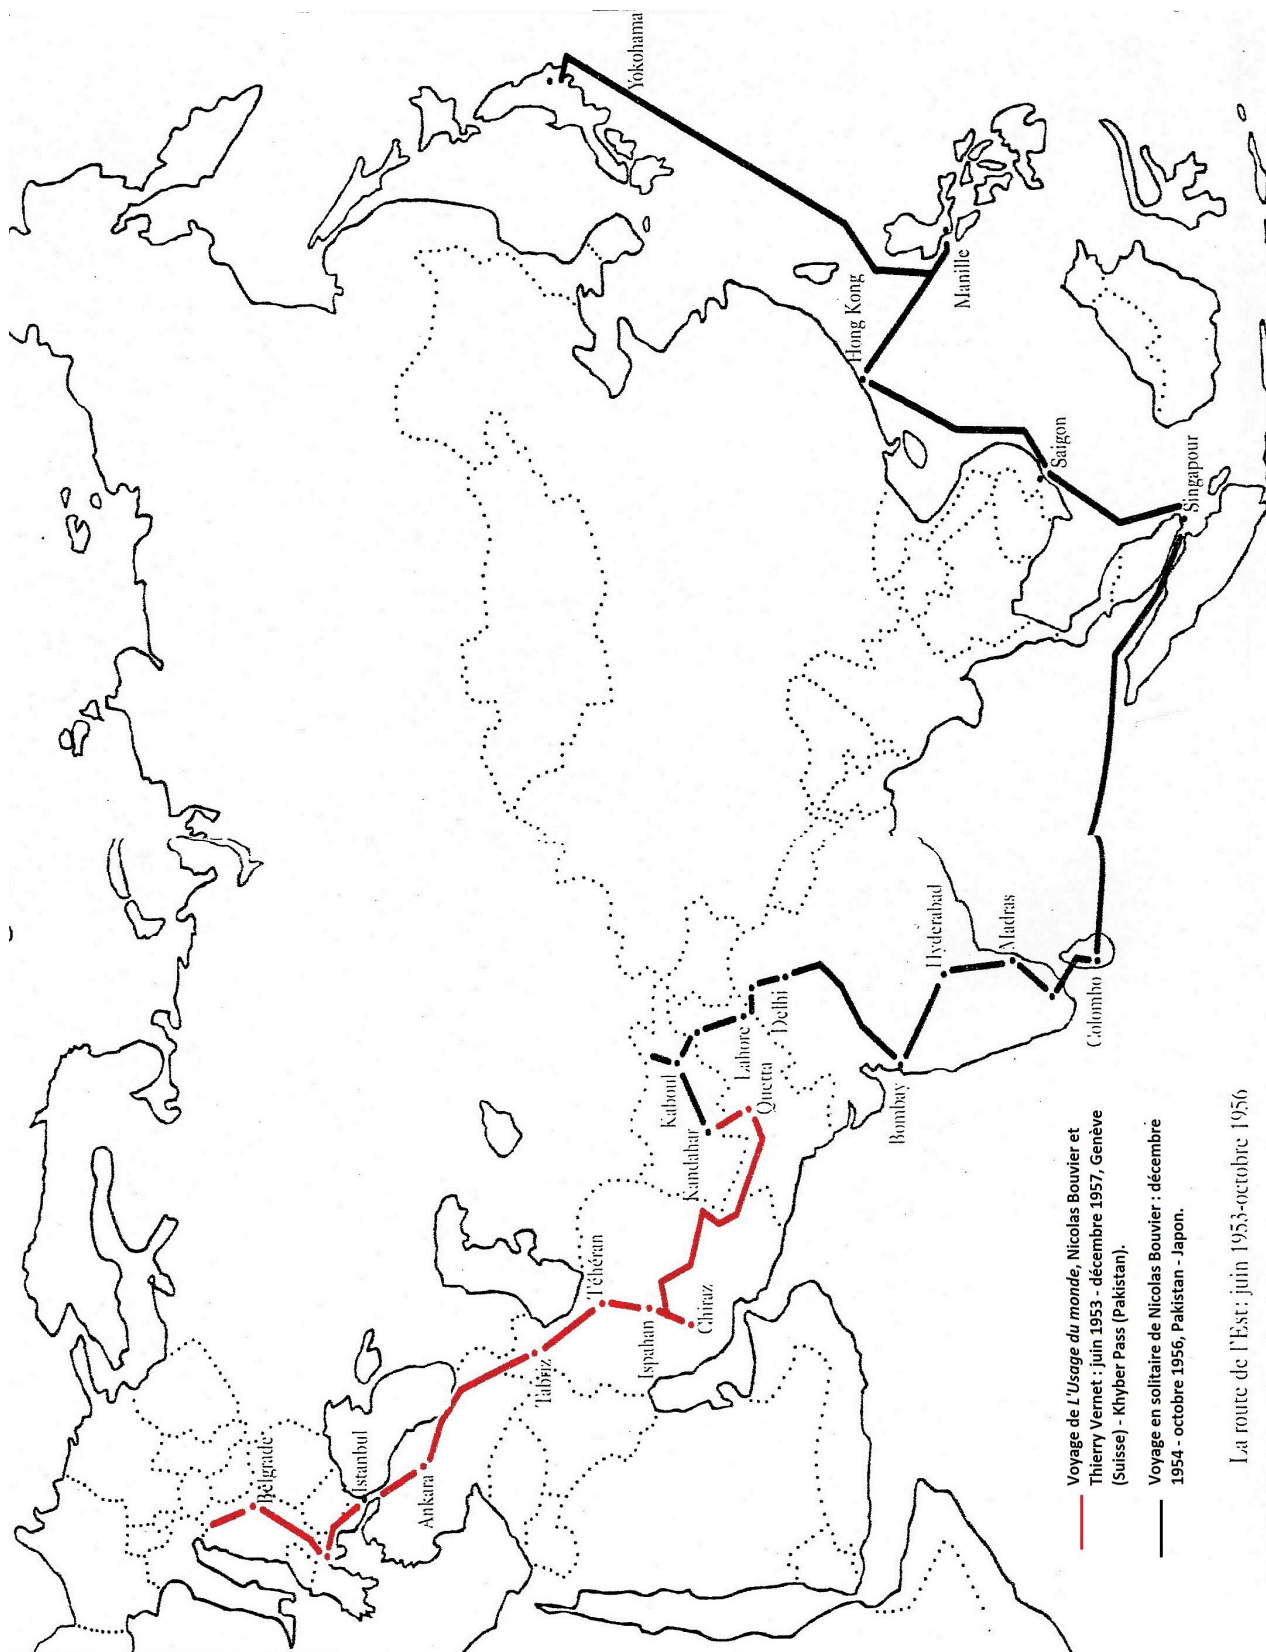 Belgrade
Istanbul
Ankara
Tabriz
Téhéran
Ispahan
Chiraz
Kandahar
Kaboul
Quetta
Lahore
Delhi
Bombay
Hyderabad
Madras
Colombo
Singapour
Saigon
Hong Kong
Manille
Yokohama
Voyage de L'Usage du monde, Nicolas Bouvier et
Thierry Vernet : juin 1953 - décembre 1957, Genève
(Suisse) - Khyber Pass (Pakistan).
Voyage en solitaire de Nicolas Bouvier : décembre
1954 - octobre 1956, Pakistan - Japon.
La route de l'Est : juin 1953-octobre 1956